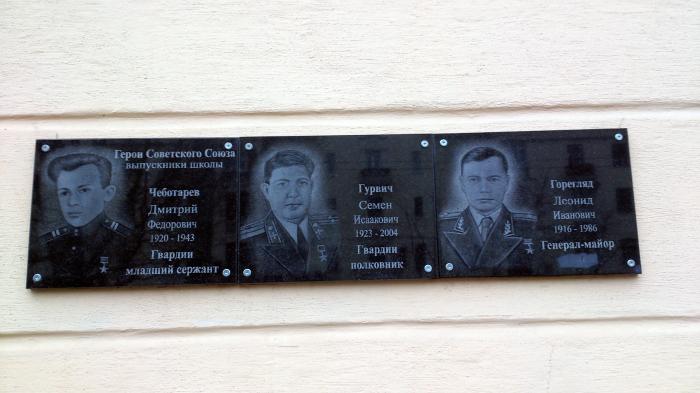 Герои Советского Союза
выпускники школы
Чеботарев
Дмитрий
Федорович
1920 - 1943
Гвардии
младший сержант
Гурвич
Семен
Исаакович
1923 - 2004
Гвардии
полковник
Горегляд
Леонид
Иванович
1916 - 1986
Генерал-майор